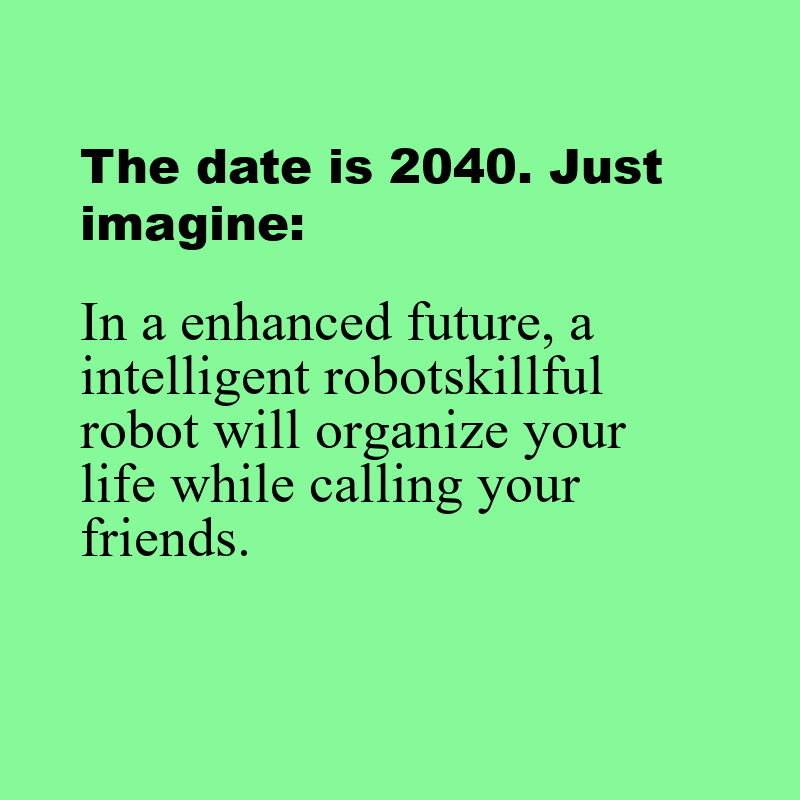 The date is 2040. Just
imagine:
In a enhanced future, a
intelligent robotskillful
robot will organize your
life while calling your
friends.